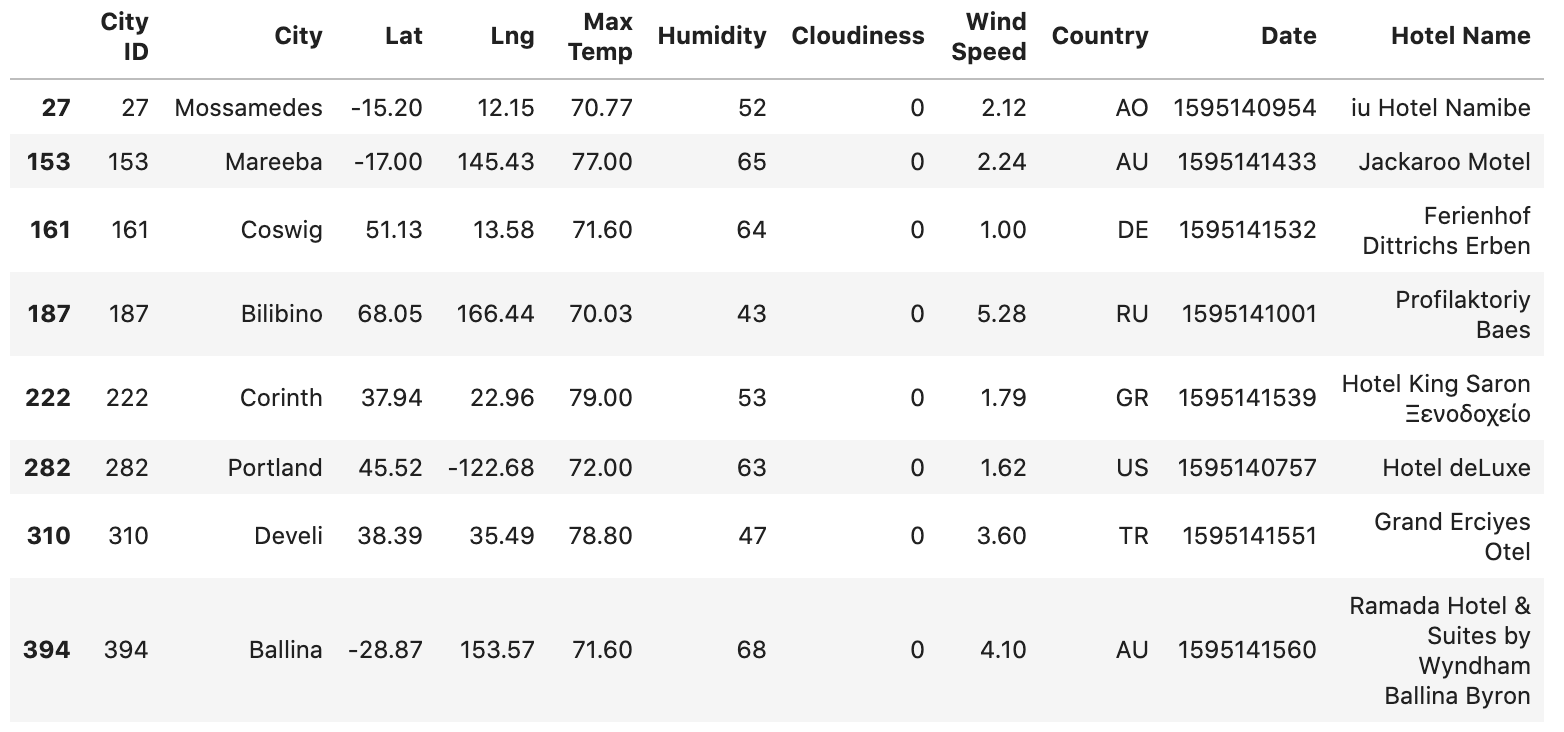 City ID City Lat Lng Max Temp Humidity Cloudiness Wind Speed Country Date Hotel Name
27 27 Mossamedes -15.20 12.15 70.77 52 0 2.12 AO 1595140954 iu Hotel Namibe
153 153 Mareeba -17.00 145.43 77.00 65 0 2.24 AU 1595141433 Jackaroo Motel
161 161 Coswig 51.13 13.58 71.60 64 0 1.00 DE 1595141532 Ferienhof Dittrichs Erben
187 187 Bilibino 68.05 166.44 70.03 43 0 5.28 RU 1595141001 Profilaktoriy Baes
222 222 Corinth 37.94 22.96 79.00 53 0 1.79 GR 1595141539 Hotel King Saron Ξενοδοχείο
282 282 Portland 45.52 -122.68 72.00 63 0 1.62 US 1595140757 Hotel deLuxe
310 310 Develi 38.39 35.49 78.80 47 0 3.60 TR 1595141551 Grand Erciyes Otel
394 394 Ballina -28.87 153.57 71.60 68 0 4.10 AU 1595141560 Ramada Hotel & Suites by Wyndham Ballina Byron